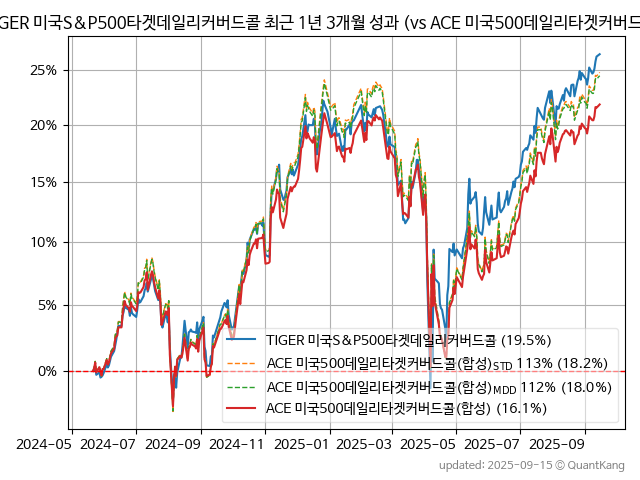 TIGER 미국S&P500타겟데일리커버드콜 최근 1년 3개월 성과 (vs ACE 미국500데일리타겟커버드
25%
20%
15%
10%
5%
0%
TIGER 미국S&P500타겟데일리커버드콜 (19.5%)
ACE 미국500데일리타겟커버드콜(합성)STD 113% (18.2%)
ACE 미국500데일리타겟커버드콜(합성)MDD 112% (18.0%)
ACE 미국500데일리타겟커버드콜(합성) (16.1%)
2024-05 2024-07 2024-09 2024-11 2025-01 2025-03 2025-05 2025-07 2025-09
updated: 2025-09-15 © QuantKang